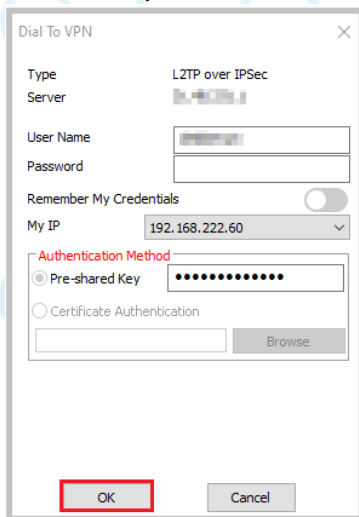 Dial To VPN
Type L2TP over IPSec
Server
User Name
Password
Remember My Credentials
My IP 192.168.222.60
Authentication Method
Pre-shared Key •••••••••••••
Certificate Authentication
Browse
OK Cancel